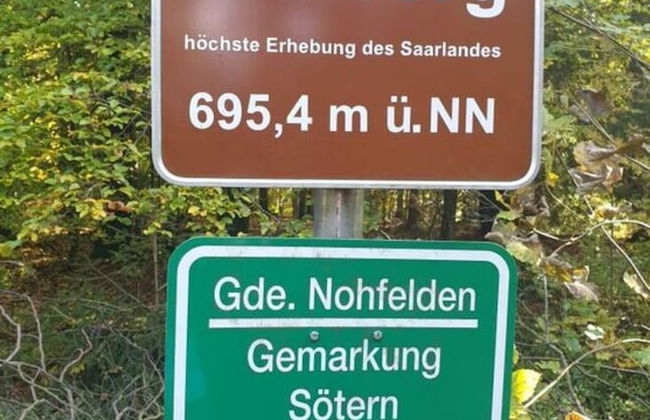 höchste Erhebung des Saarlandes
695,4 m ü.NN
Gde. Nohfelden
Gemarkung
Sötern